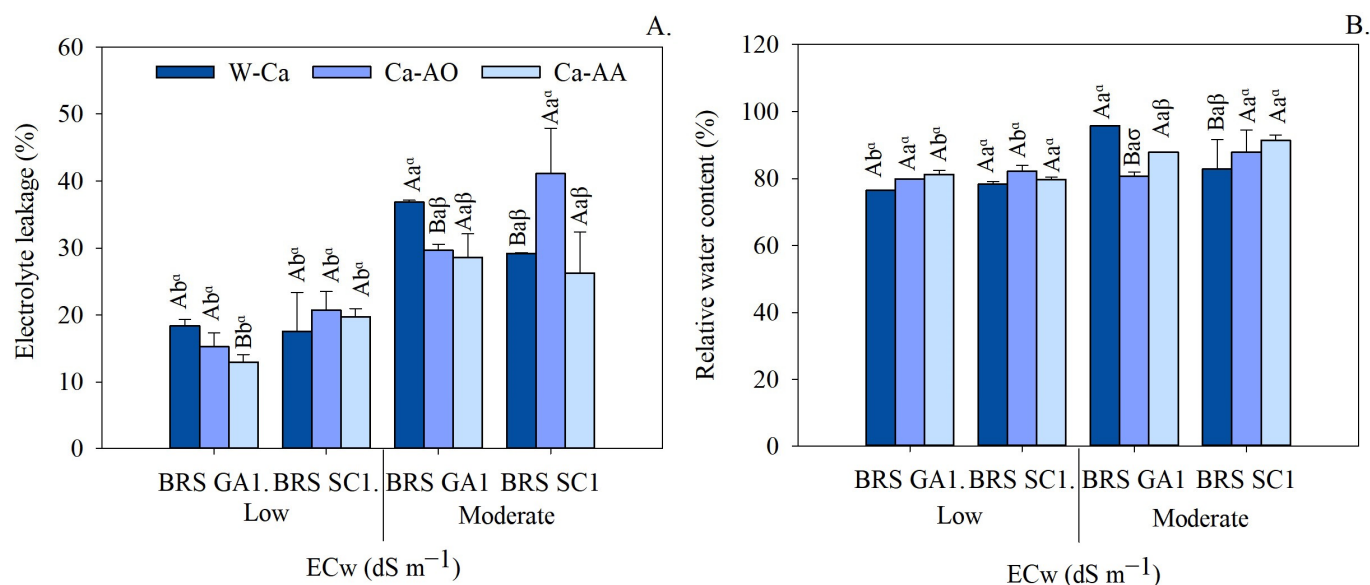 A.
Electrolyte leakage (%)
60
50
40
30
20
10
0
W-Ca Ca-AO Ca-AA
Abᵅ Abᵅ Bbᵅ Abᵅ Abᵅ Abᵅ Aaᵅ Baβ Aaβ Baβ Aaᵅ Aaβ
BRS GA1. BRS SC1. BRS GA1 BRS SC1
Low Moderate
ECw (dS m⁻¹)
B.
Relative water content (%)
120
100
80
60
40
20
0
Abᵅ Aaᵅ Abᵅ Aaᵅ Abᵅ Aaᵅ Aaᵅ Baσ Aaβ Baβ Aaᵅ Aaᵅ
BRS GA1. BRS SC1. BRS GA1 BRS SC1
Low Moderate
ECw (dS m⁻¹)